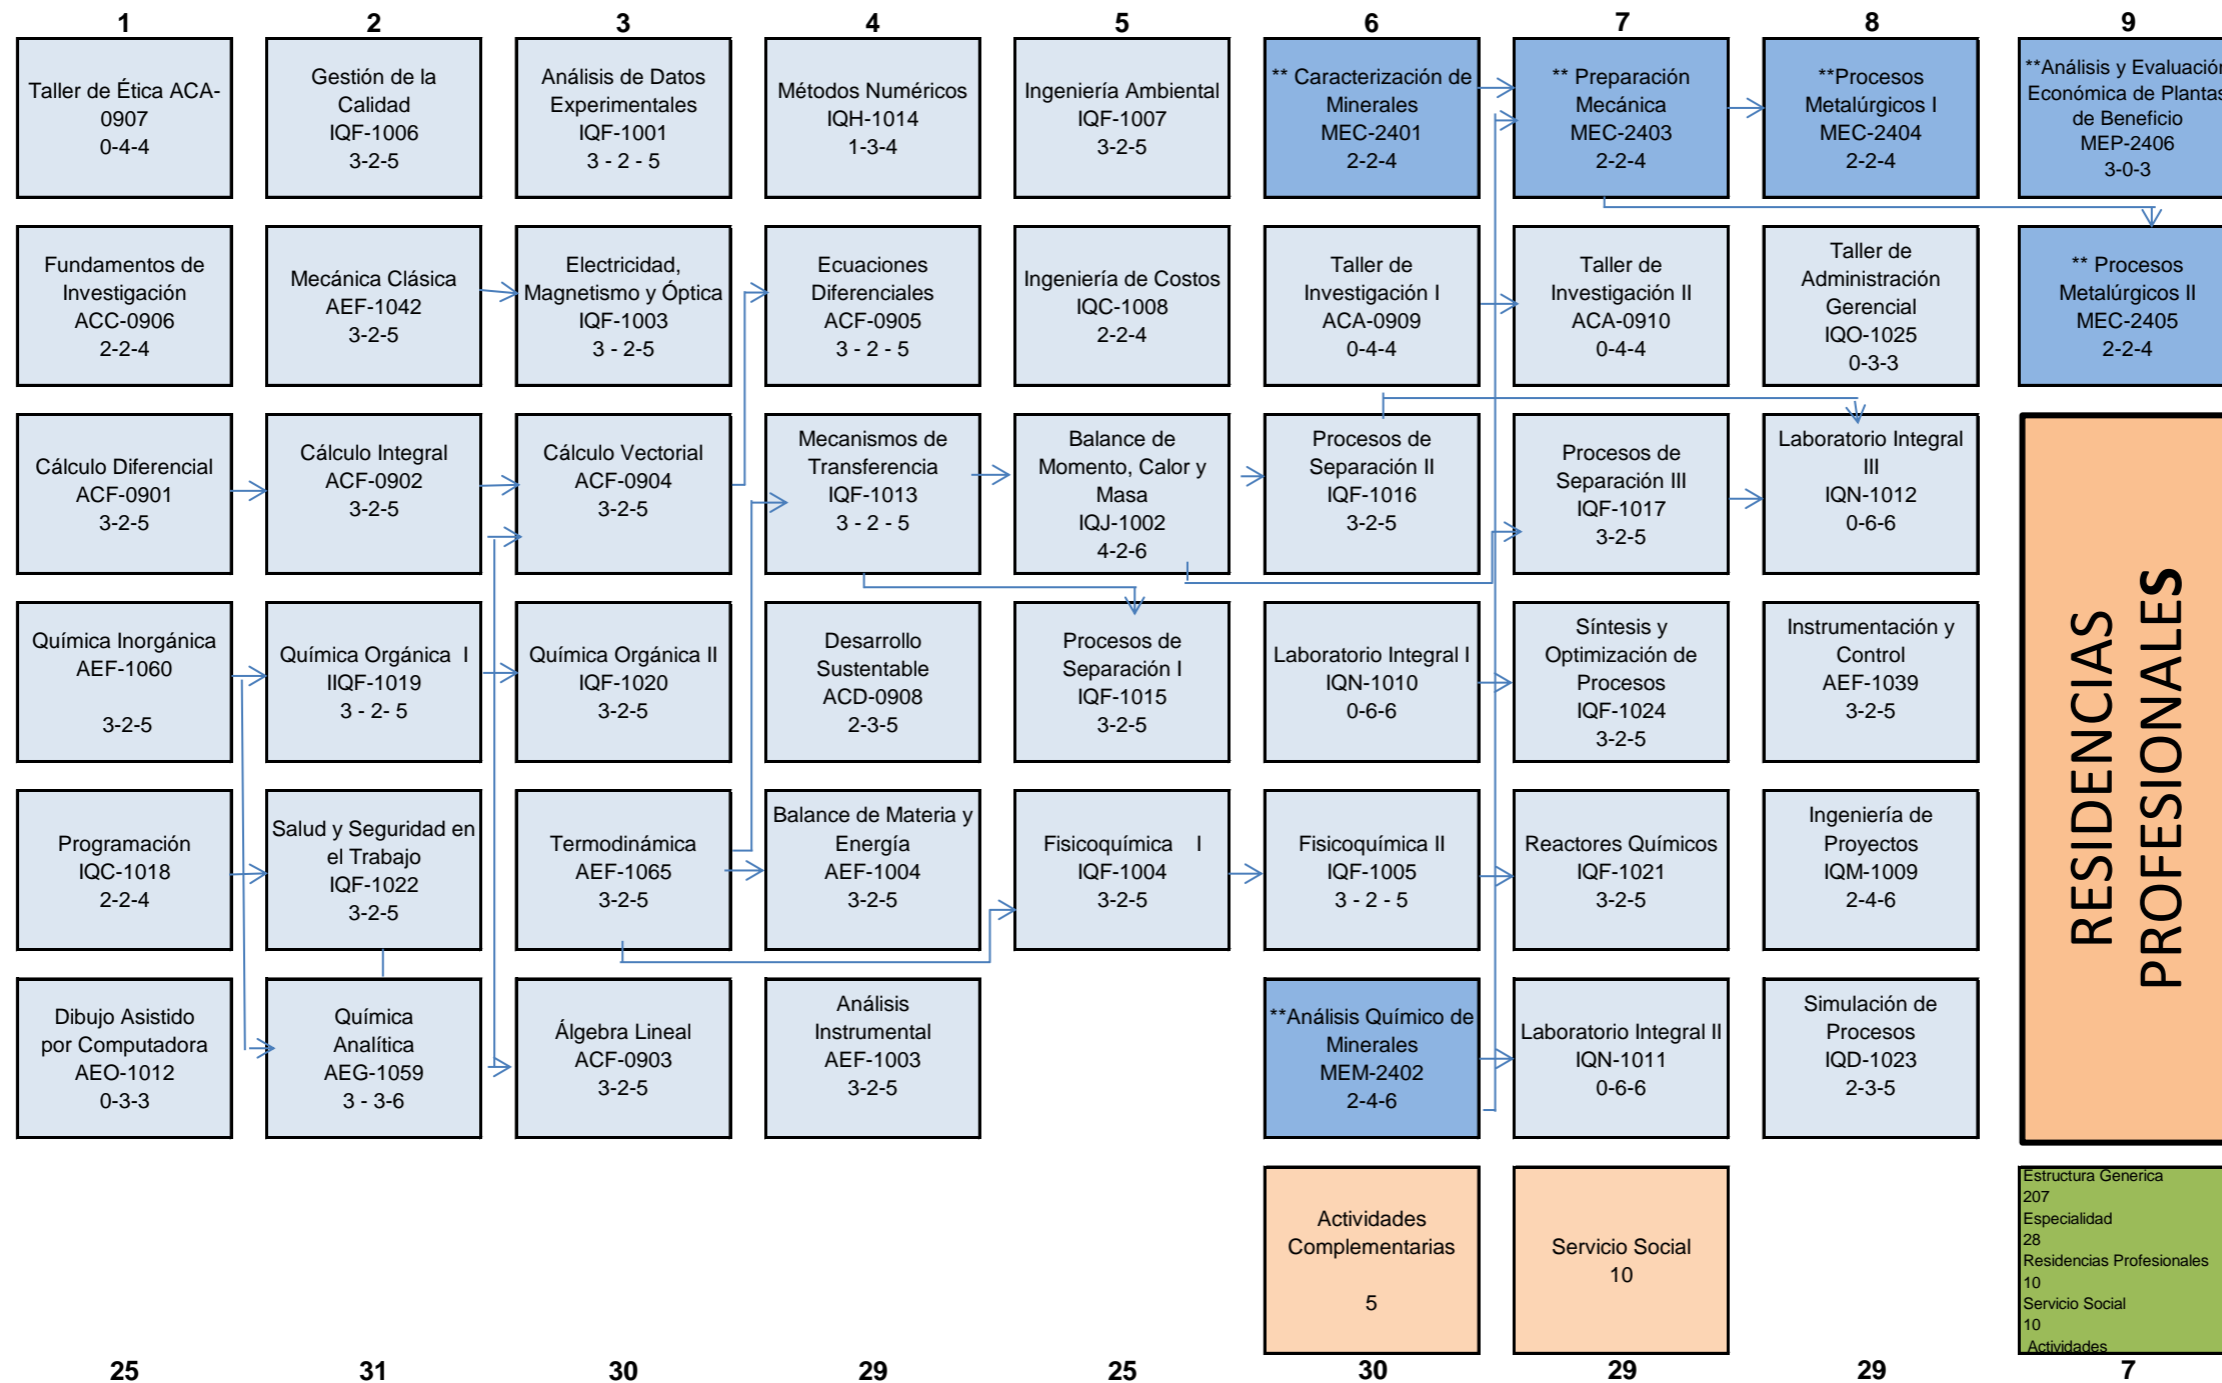 1 2 3 4 5 6 7 8 9
Taller de Ética ACA-
0907
0-4-4
Gestión de la
Calidad
IQF-1006
3-2-5
Análisis de Datos
Experimentales
IQF-1001
3 - 2 - 5
Métodos Numéricos
IQH-1014
1-3-4
Ingeniería Ambiental
IQF-1007
3-2-5
** Caracterización de
Minerales
MEC-2401
2-2-4
** Preparación
Mecánica
MEC-2403
2-2-4
**Procesos
Metalúrgicos I
MEC-2404
2-2-4
**Análisis y Evaluación
Económica de Plantas
de Beneficio
MEP-2406
3-0-3
Fundamentos de
Investigación
ACC-0906
2-2-4
Mecánica Clásica
AEF-1042
3-2-5
Electricidad,
Magnetismo y Óptica
IQF-1003
3 - 2-5
Ecuaciones
Diferenciales
ACF-0905
3 - 2 - 5
Ingeniería de Costos
IQC-1008
2-2-4
Taller de
Investigación I
ACA-0909
0-4-4
Taller de
Investigación II
ACA-0910
0-4-4
Taller de
Administración
Gerencial
IQO-1025
0-3-3
** Procesos
Metalúrgicos II
MEC-2405
2-2-4
Cálculo Diferencial
ACF-0901
3-2-5
Cálculo Integral
ACF-0902
3-2-5
Cálculo Vectorial
ACF-0904
3-2-5
Mecanismos de
Transferencia
IQF-1013
3 - 2 - 5
Balance de
Momento, Calor y
Masa
IQJ-1002
4-2-6
Procesos de
Separación II
IQF-1016
3-2-5
Procesos de
Separación III
IQF-1017
3-2-5
Laboratorio Integral
III
IQN-1012
0-6-6
RESIDENCIAS
PROFESIONALES
Química Inorgánica
AEF-1060
3-2-5
Química Orgánica I
IIQF-1019
3 - 2- 5
Química Orgánica II
IQF-1020
3-2-5
Desarrollo
Sustentable
ACD-0908
2-3-5
Procesos de
Separación I
IQF-1015
3-2-5
Laboratorio Integral I
IQN-1010
0-6-6
Síntesis y
Optimización de
Procesos
IQF-1024
3-2-5
Instrumentación y
Control
AEF-1039
3-2-5
Programación
IQC-1018
2-2-4
Salud y Seguridad en
el Trabajo
IQF-1022
3-2-5
Termodinámica
AEF-1065
3-2-5
Balance de Materia y
Energía
AEF-1004
3-2-5
Fisicoquímica I
IQF-1004
3-2-5
Fisicoquímica II
IQF-1005
3 - 2 - 5
Reactores Químicos
IQF-1021
3-2-5
Ingeniería de
Proyectos
IQM-1009
2-4-6
Dibujo Asistido
por Computadora
AEO-1012
0-3-3
Química
Analítica
AEG-1059
3 - 3-6
Álgebra Lineal
ACF-0903
3-2-5
Análisis
Instrumental
AEF-1003
3-2-5
**Análisis Químico de
Minerales
MEM-2402
2-4-6
Laboratorio Integral II
IQN-1011
0-6-6
Simulación de
Procesos
IQD-1023
2-3-5
Actividades
Complementarias
5
Servicio Social
10
Estructura Generica
207
Especialidad
28
Residencias Profesionales
10
Servicio Social
10
Actividades
25 31 30 29 25 30 29 29 7